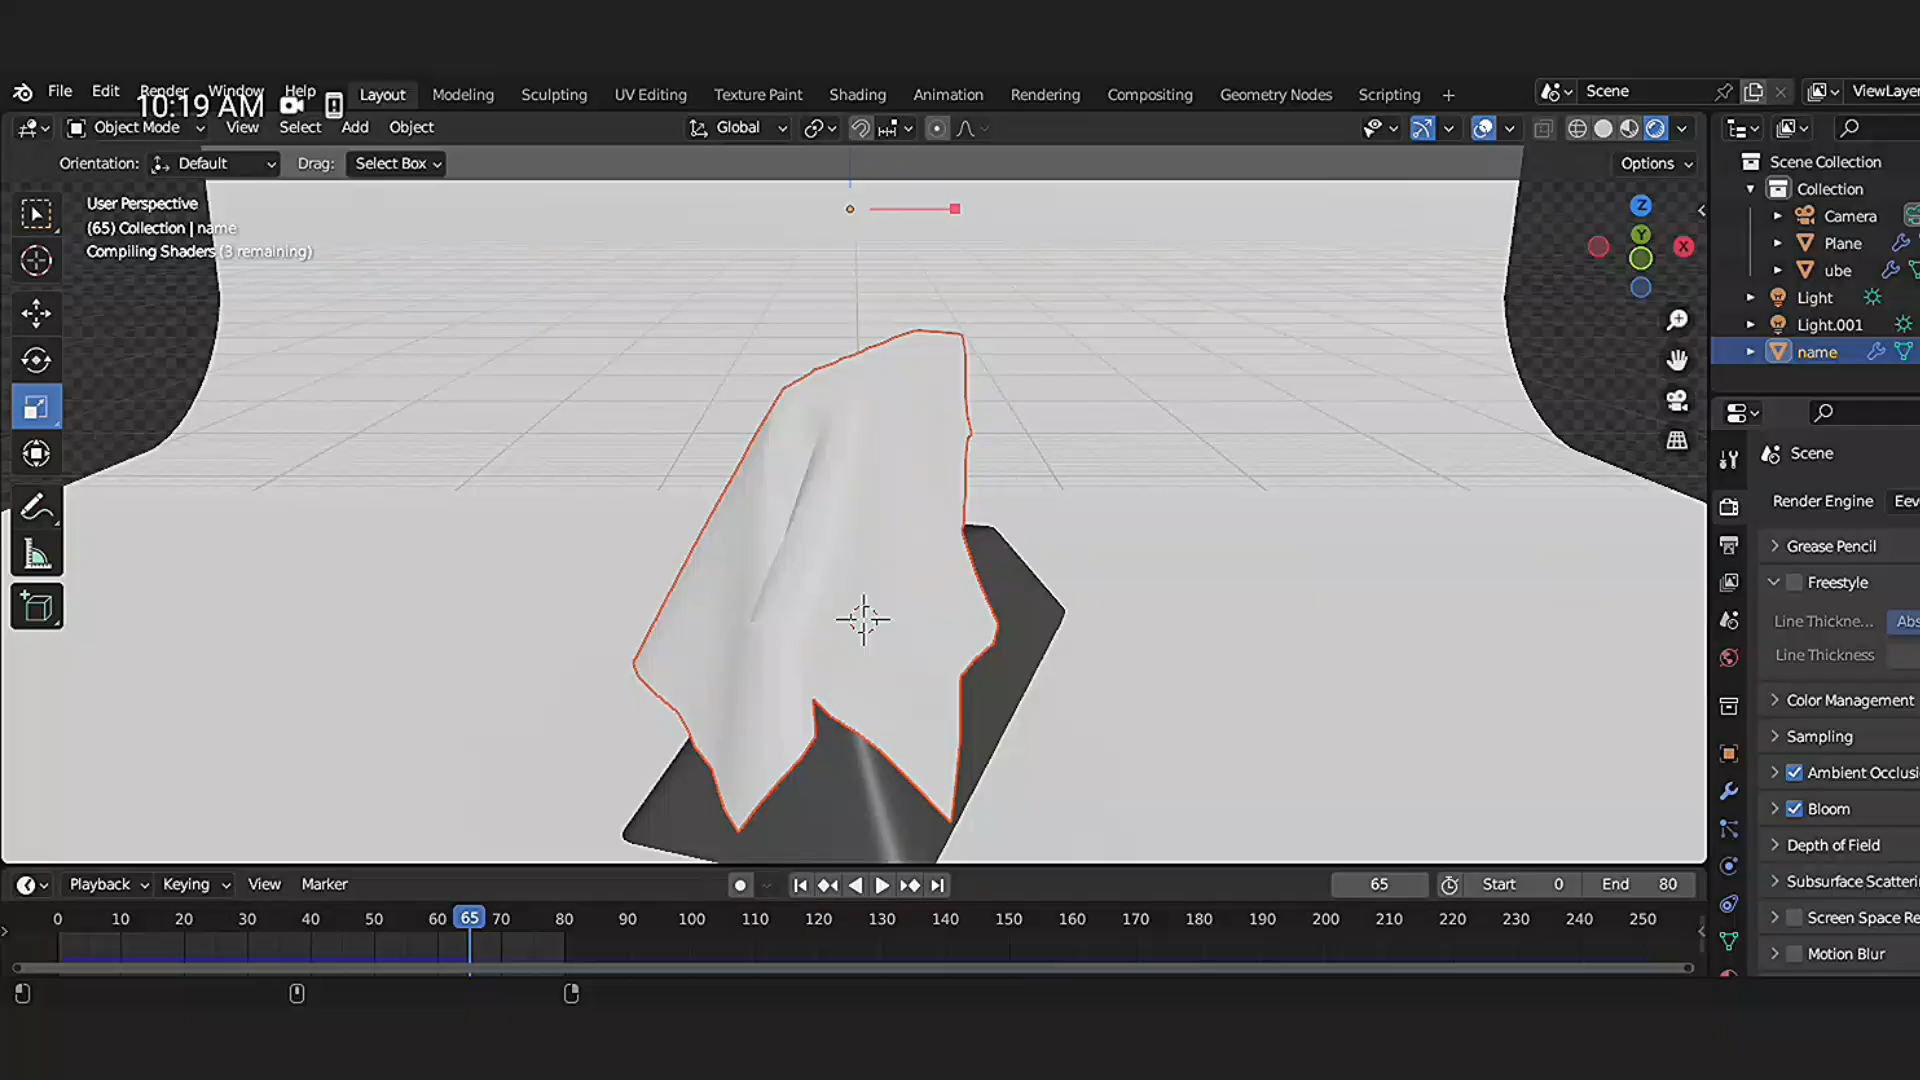 File Edit Render Window Help Layout Modeling Sculpting UV Editing Texture Paint Shading Animation Rendering Compositing Geometry Nodes Scripting + Scene ViewLayer
10:19 AM
Object Mode View Select Add Object Global
Orientation: Default Drag: Select Box Options
User Perspective
(65) Collection | name
Compiling Shaders (3 remaining)
Z
Y
X
Scene Collection
Collection
Camera
Plane
ube
Light
Light.001
name
Scene
Render Engine Eev
Grease Pencil
Freestyle
Line Thickne... Abs
Line Thickness
Color Management
Sampling
Ambient Occlusi
Bloom
Depth of Field
Subsurface Scatteri
Screen Space Re
Motion Blur
Playback Keying View Marker 65 Start 0 End 80
0 10 20 30 40 50 60 65 70 80 90 100 110 120 130 140 150 160 170 180 190 200 210 220 230 240 250